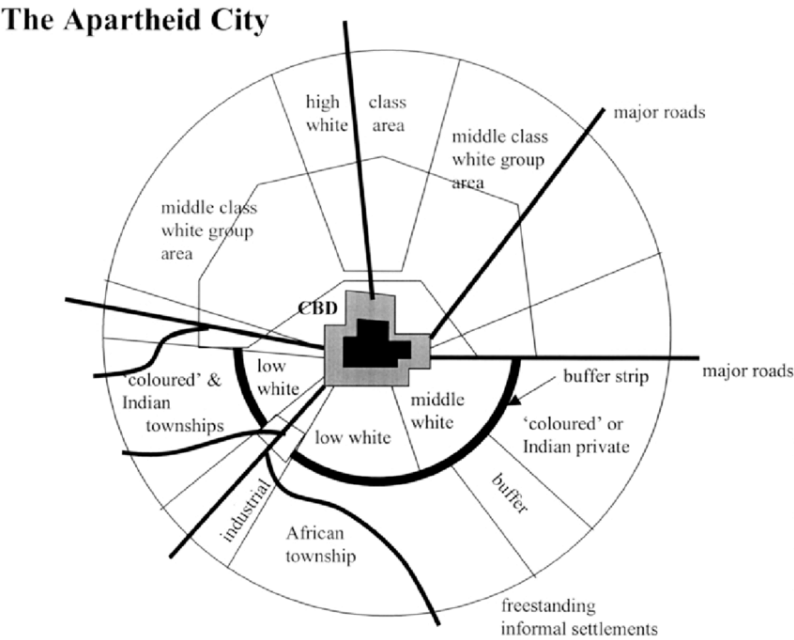 The Apartheid City
high class
white area
major roads
middle class
white group
area
middle class
white group
area
CBD
low
white
buffer strip
major roads
'coloured' &
Indian
townships
middle
white
'coloured' or
Indian private
low white
buffer
industrial
African
township
freestanding
informal settlements